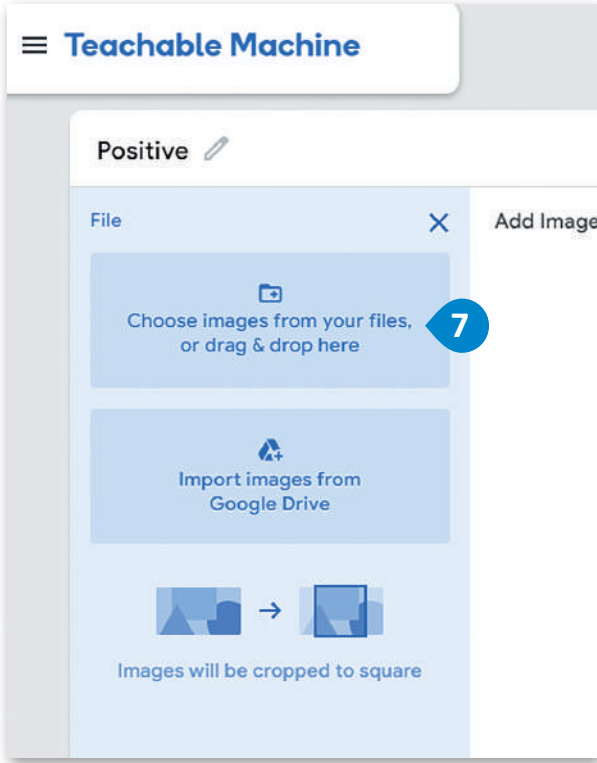 Teachable Machine
Positive
File
Add Image
Choose images from your files,
or drag & drop here
7
Import images from
Google Drive
Images will be cropped to square